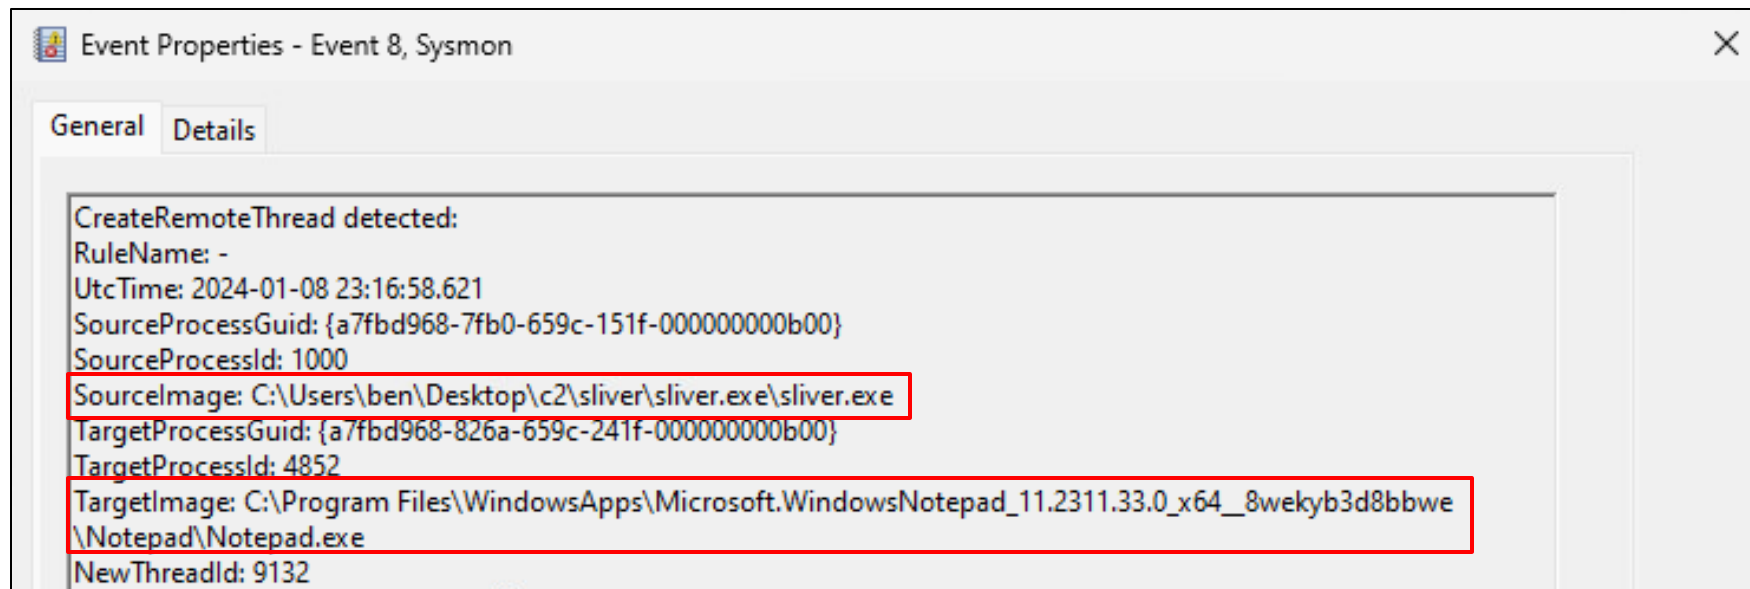 Event Properties - Event 8, Sysmon
General
Details
CreateRemoteThread detected:
RuleName: -
UtcTime: 2024-01-08 23:16:58.621
SourceProcessGuid: {a7fbd968-7fb0-659c-151f-000000000b00}
SourceProcessId: 1000
SourceImage: C:\Users\ben\Desktop\c2\sliver\sliver.exe\sliver.exe
TargetProcessGuid: {a7fbd968-826a-659c-241f-000000000b00}
TargetProcessId: 4852
TargetImage: C:\Program Files\WindowsApps\Microsoft.WindowsNotepad_11.2311.33.0_x64__8wekyb3d8bbwe
\Notepad\Notepad.exe
NewThreadId: 9132